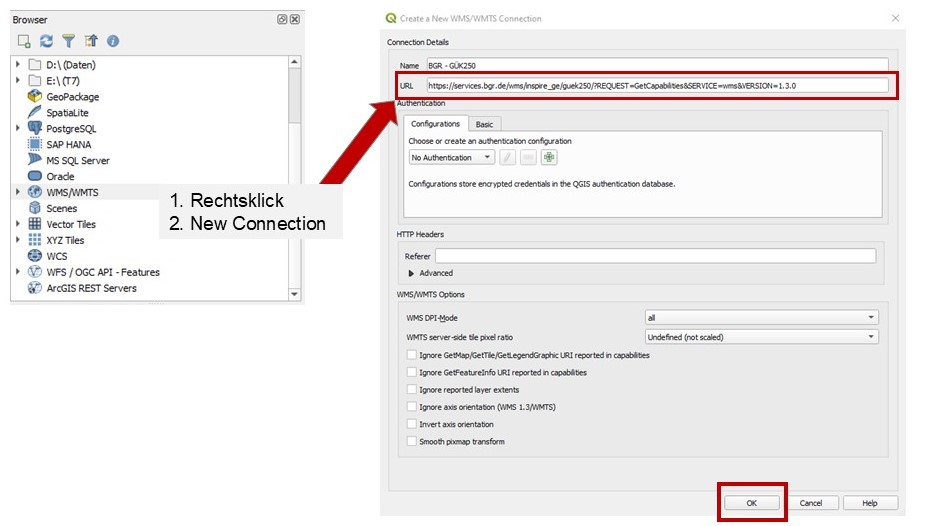 Browser
D:\ (Daten)
E:\ (T7)
GeoPackage
SpatiaLite
PostgreSQL
SAP HANA
MS SQL Server
Oracle
WMS/WMTS
Scenes
Vector Tiles
XYZ Tiles
WCS
WFS / OGC API - Features
ArcGIS REST Servers
1. Rechtsklick
2. New Connection
Create a New WMS/WMTS Connection
Connection Details
Name BGR - GÜK250
URL https://services.bgr.de/wms/inspire_ge/guek250/?REQUEST=GetCapabilities&SERVICE=wms&VERSION=1.3.0
Authentication
Configurations Basic
Choose or create an authentication configuration
No Authentication
Configurations store encrypted credentials in the QGIS authentication database.
HTTP Headers
Referer
Advanced
WMS/WMTS Options
WMS DPI-Mode all
WMTS server-side tile pixel ratio Undefined (not scaled)
Ignore GetMap/GetTile/GetLegendGraphic URI reported in capabilities
Ignore GetFeatureInfo URI reported in capabilities
Ignore reported layer extents
Ignore axis orientation (WMS 1.3/WMTS)
Invert axis orientation
Smooth pixmap transform
OK Cancel Help